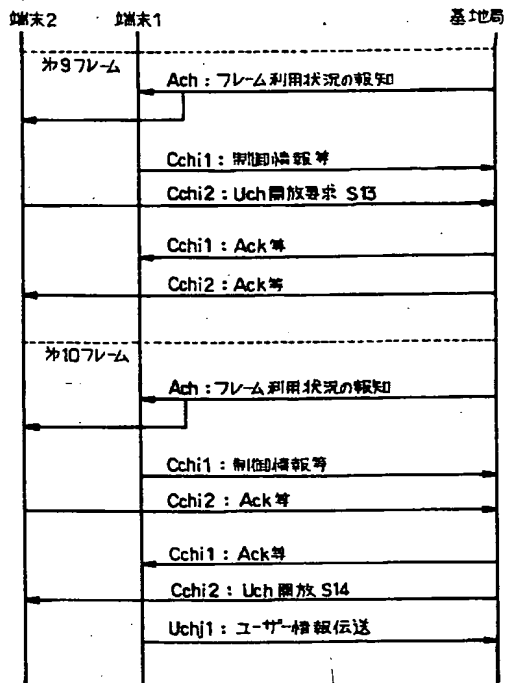 端末2 端末1 基地局
第9フレーム
Ach : フレーム利用状況の報知
Cchi1 : 制御情報等
Cchi2 : Uch開放要求 S13
Cchi1 : Ack等
Cchi2 : Ack等
第10フレーム
Ach : フレーム利用状況の報知
Cchi1 : 制御情報等
Cchi2 : Ack等
Cchi1 : Ack等
Cchi2 : Uch開放 S14
Uchj1 : ユーザー情報伝送